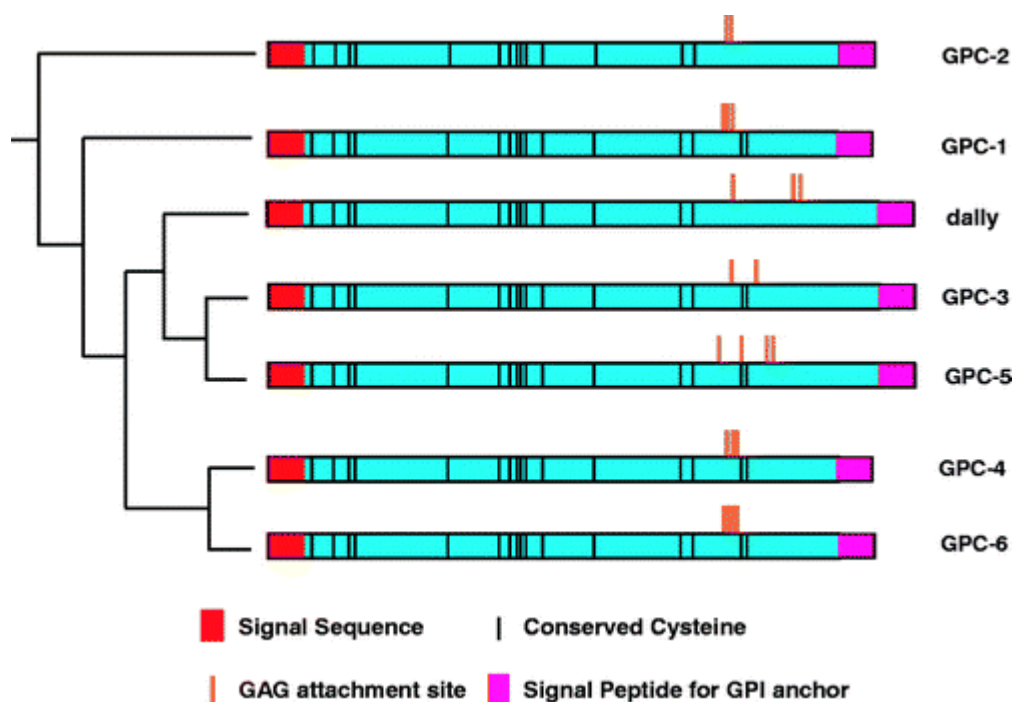 GPC-2
GPC-1
dally
GPC-3
GPC-5
GPC-4
GPC-6
Signal Sequence
Conserved Cysteine
GAG attachment site
Signal Peptide for GPI anchor